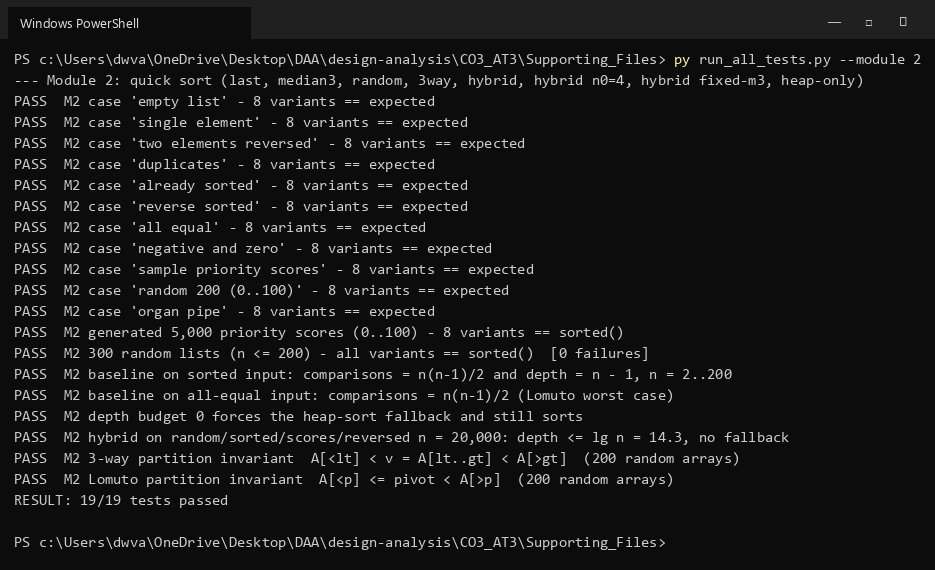 Windows PowerShell
PS c:\Users\dwva\OneDrive\Desktop\DAA\design-analysis\CO3_AT3\Supporting_Files> py run_all_tests.py --module 2
--- Module 2: quick sort (last, median3, random, 3way, hybrid, hybrid n0=4, hybrid fixed-m3, heap-only)
PASS  M2 case 'empty list' - 8 variants == expected
PASS  M2 case 'single element' - 8 variants == expected
PASS  M2 case 'two elements reversed' - 8 variants == expected
PASS  M2 case 'duplicates' - 8 variants == expected
PASS  M2 case 'already sorted' - 8 variants == expected
PASS  M2 case 'reverse sorted' - 8 variants == expected
PASS  M2 case 'all equal' - 8 variants == expected
PASS  M2 case 'negative and zero' - 8 variants == expected
PASS  M2 case 'sample priority scores' - 8 variants == expected
PASS  M2 case 'random 200 (0..100)' - 8 variants == expected
PASS  M2 case 'organ pipe' - 8 variants == expected
PASS  M2 generated 5,000 priority scores (0..100) - 8 variants == sorted()
PASS  M2 300 random lists (n <= 200) - all variants == sorted()  [0 failures]
PASS  M2 baseline on sorted input: comparisons = n(n-1)/2 and depth = n - 1, n = 2..200
PASS  M2 baseline on all-equal input: comparisons = n(n-1)/2 (Lomuto worst case)
PASS  M2 depth budget 0 forces the heap-sort fallback and still sorts
PASS  M2 hybrid on random/sorted/scores/reversed n = 20,000: depth <= lg n = 14.3, no fallback
PASS  M2 3-way partition invariant  A[<lt] < v = A[lt..gt] < A[>gt]  (200 random arrays)
PASS  M2 Lomuto partition invariant  A[<p] <= pivot < A[>p]  (200 random arrays)
RESULT: 19/19 tests passed
PS c:\Users\dwva\OneDrive\Desktop\DAA\design-analysis\CO3_AT3\Supporting_Files>